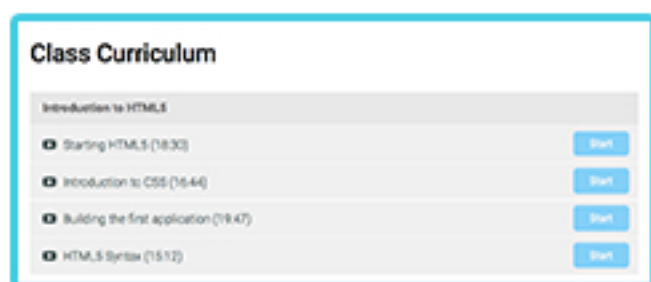 Class Curriculum
Introduction to HTML5
Starting HTML5 (18:30) Start
Introduction to CSS (16:44) Start
Building the first application (19:47) Start
HTML5 Syntax (15:12) Start